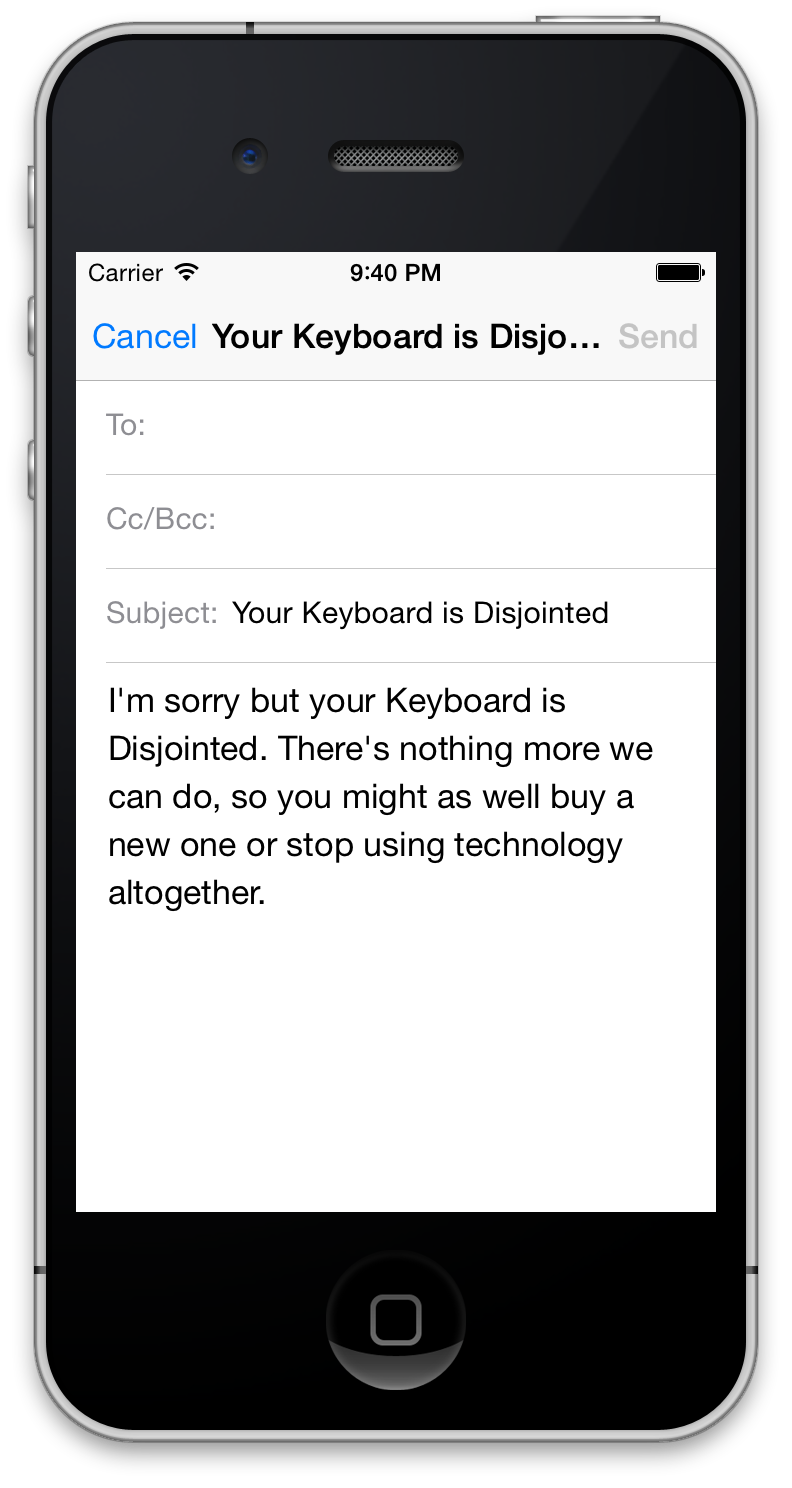 Carrier 9:40 PM
Cancel Your Keyboard is Disjo... Send
To:
Cc/Bcc:
Subject: Your Keyboard is Disjointed
I'm sorry but your Keyboard is
Disjointed. There's nothing more we
can do, so you might as well buy a
new one or stop using technology
altogether.